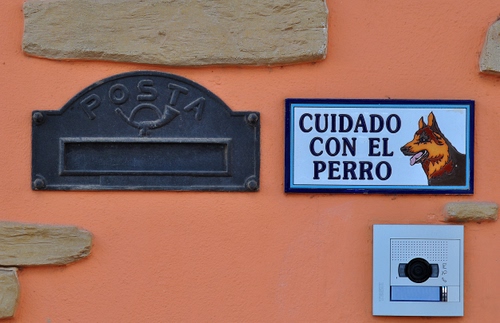 POSTA
CUIDADO
CON EL
PERRO